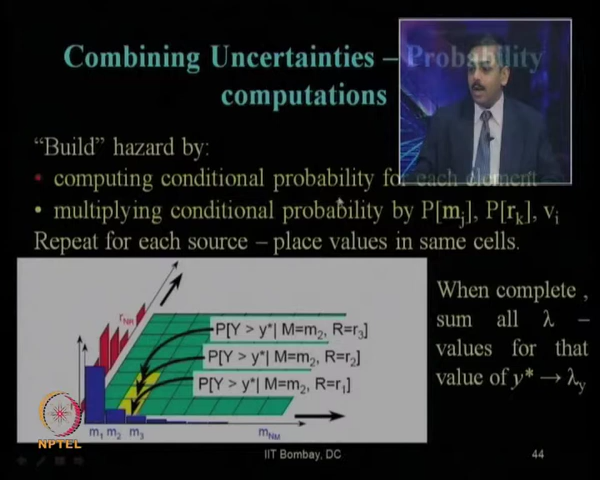 Combining Uncertainties – Probability
computations
“Build” hazard by:
• computing conditional probability for each element
• multiplying conditional probability by P[mj], P[rk], vi
Repeat for each source – place values in same cells.
When complete ,
sum all λ –
values for that
value of y* → λy
rNR
P[Y > y*| M=m2, R=r3]
P[Y > y*| M=m2, R=r2]
P[Y > y*| M=m2, R=r1]
m1 m2 m3 mNM
NPTEL
IIT Bombay, DC
44